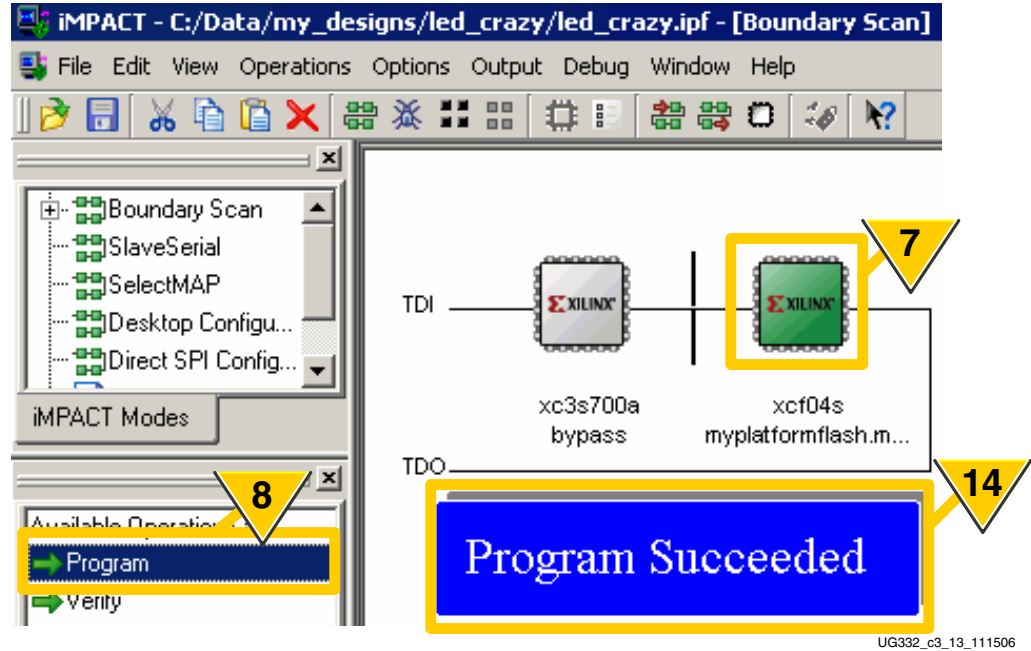 iMPACT - C:/Data/my_designs/led_crazy/led_crazy.ipf - [Boundary Scan]
File Edit View Operations Options Output Debug Window Help
Boundary Scan
SlaveSerial
SelectMAP
Desktop Configu...
Direct SPI Config...
iMPACT Modes
7
TDI
XILINX
XILINX
xc3s700a
bypass
xcf04s
myplatformflash.m...
TDO
8
Available Operations
Program
Verify
14
Program Succeeded
UG332_c3_13_111506